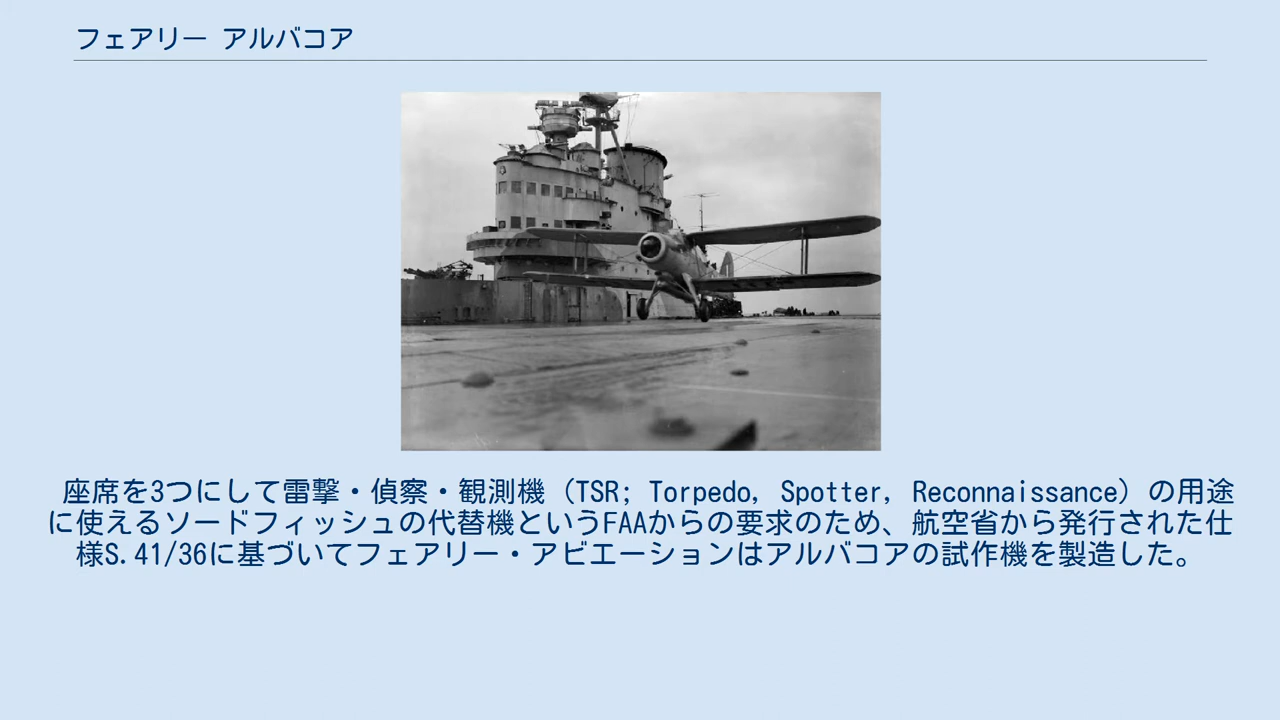 フェアリー アルバコア
座席を3つにして雷撃・偵察・観測機（TSR; Torpedo, Spotter, Reconnaissance）の用途
に使えるソードフィッシュの代替機というFAAからの要求のため、航空省から発行された仕
様S.41/36に基づいてフェアリー・アビエーションはアルバコアの試作機を製造した。